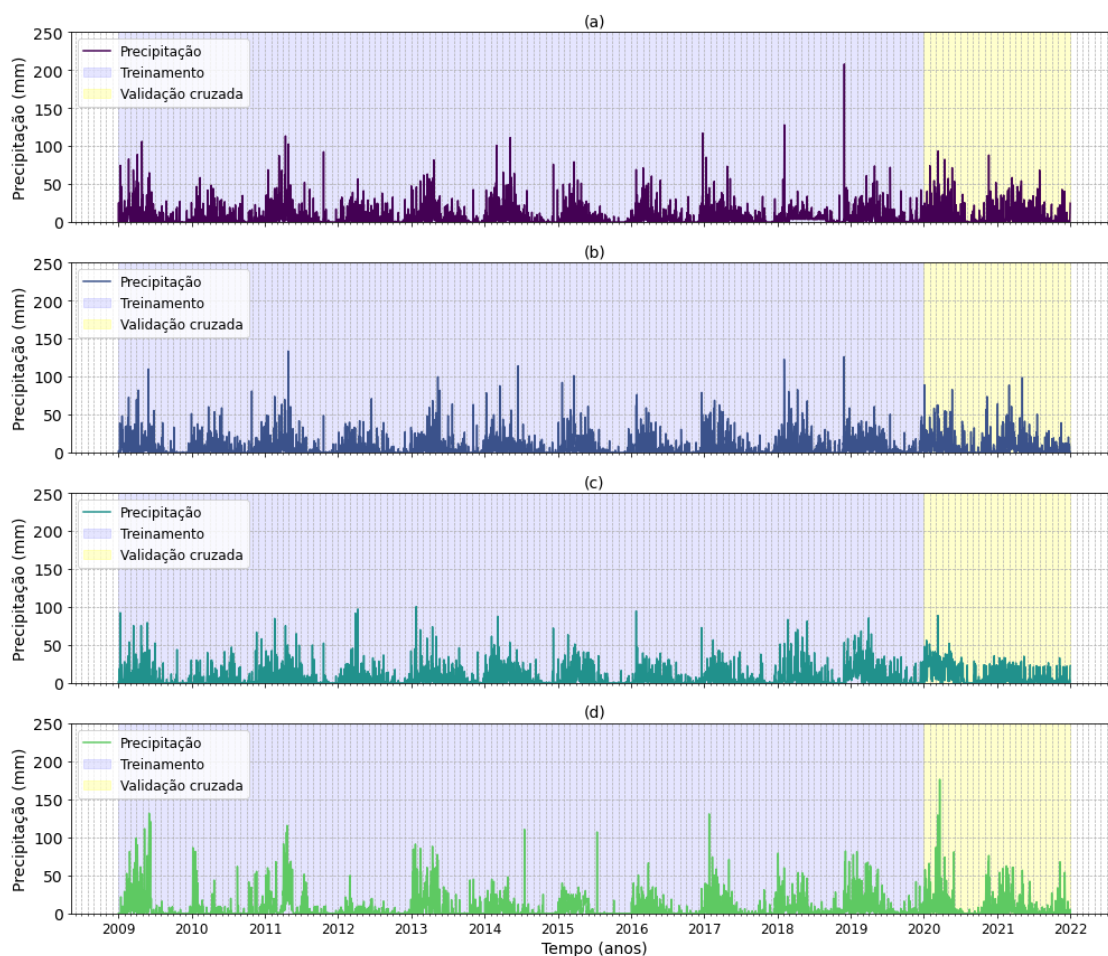 (a)
250
200
150
100
50
0
Precipitação (mm)
Precipitação
Treinamento
Validação cruzada
(b)
250
200
150
100
50
0
Precipitação (mm)
Precipitação
Treinamento
Validação cruzada
(c)
250
200
150
100
50
0
Precipitação (mm)
Precipitação
Treinamento
Validação cruzada
(d)
250
200
150
100
50
0
Precipitação (mm)
Precipitação
Treinamento
Validação cruzada
2009 2010 2011 2012 2013 2014 2015 2016 2017 2018 2019 2020 2021 2022
Tempo (anos)